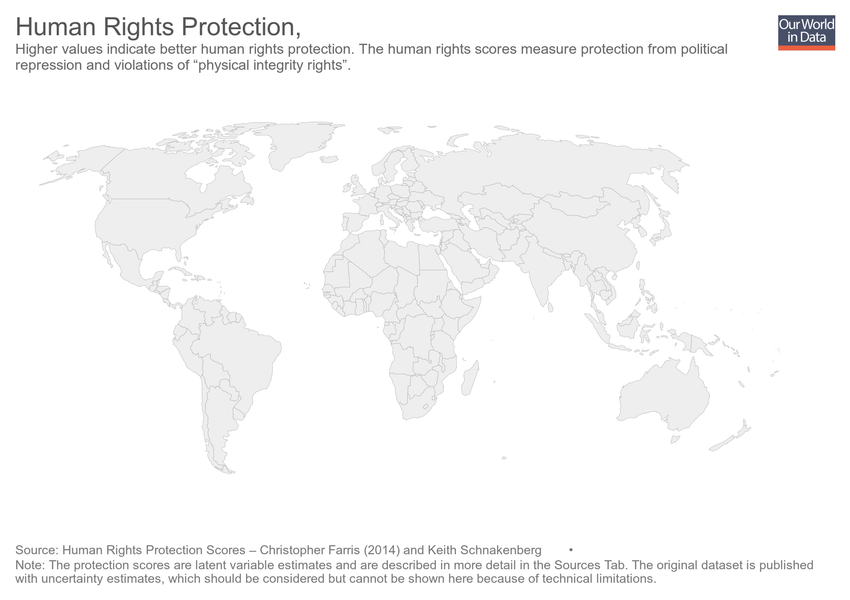 Human Rights Protection,
Our World
in Data
Higher values indicate better human rights protection. The human rights scores measure protection from political
repression and violations of “physical integrity rights”.
Source: Human Rights Protection Scores – Christopher Farris (2014) and Keith Schnakenberg •
Note: The protection scores are latent variable estimates and are described in more detail in the Sources Tab. The original dataset is published
with uncertainty estimates, which should be considered but cannot be shown here because of technical limitations.